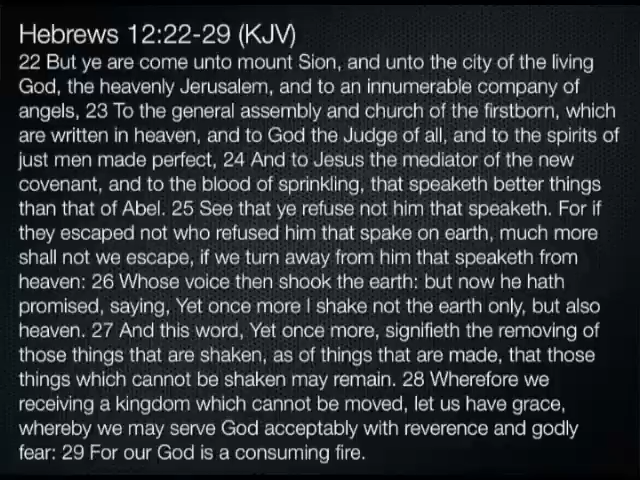 Hebrews 12:22-29 (KJV)
22 But ye are come unto mount Sion, and unto the city of the living
God, the heavenly Jerusalem, and to an innumerable company of
angels, 23 To the general assembly and church of the firstborn, which
are written in heaven, and to God the Judge of all, and to the spirits of
just men made perfect, 24 And to Jesus the mediator of the new
covenant, and to the blood of sprinkling, that speaketh better things
than that of Abel. 25 See that ye refuse not him that speaketh. For if
they escaped not who refused him that spake on earth, much more
shall not we escape, if we turn away from him that speaketh from
heaven: 26 Whose voice then shook the earth: but now he hath
promised, saying, Yet once more I shake not the earth only, but also
heaven. 27 And this word, Yet once more, signifieth the removing of
those things that are shaken, as of things that are made, that those
things which cannot be shaken may remain. 28 Wherefore we
receiving a kingdom which cannot be moved, let us have grace,
whereby we may serve God acceptably with reverence and godly
fear: 29 For our God is a consuming fire.